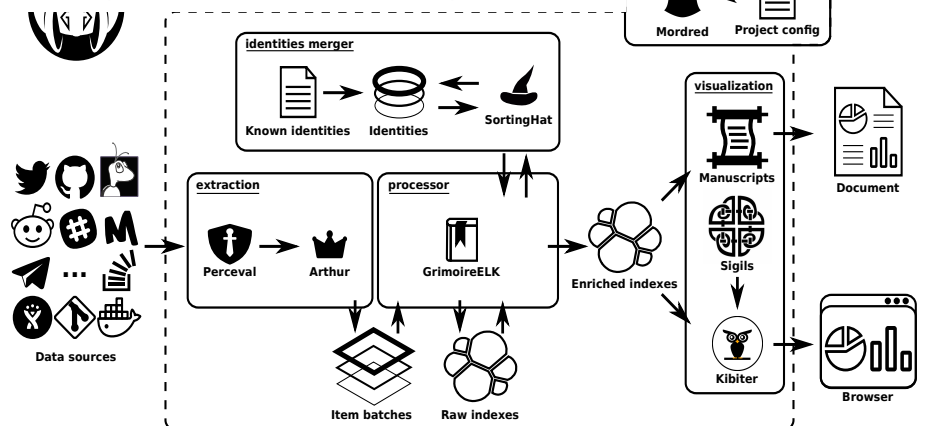 Mordred
Project config
identities merger
Known identities
Identities
SortingHat
visualization
Manuscripts
Document
extraction
processor
Perceval
Arthur
GrimoireELK
Enriched indexes
Sigils
...
Data sources
Kibiter
Browser
Item batches
Raw indexes